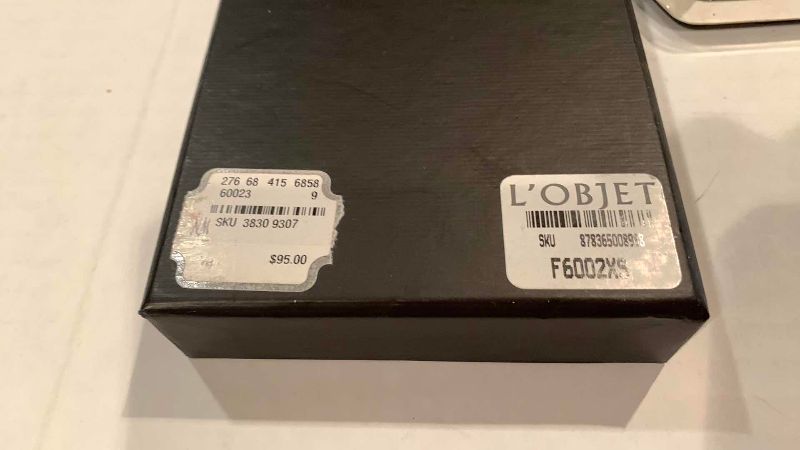 276 68 415 6858
60023 9
SKU 3830 9307
$95.00
L'OBJET
SKU
F6002XS